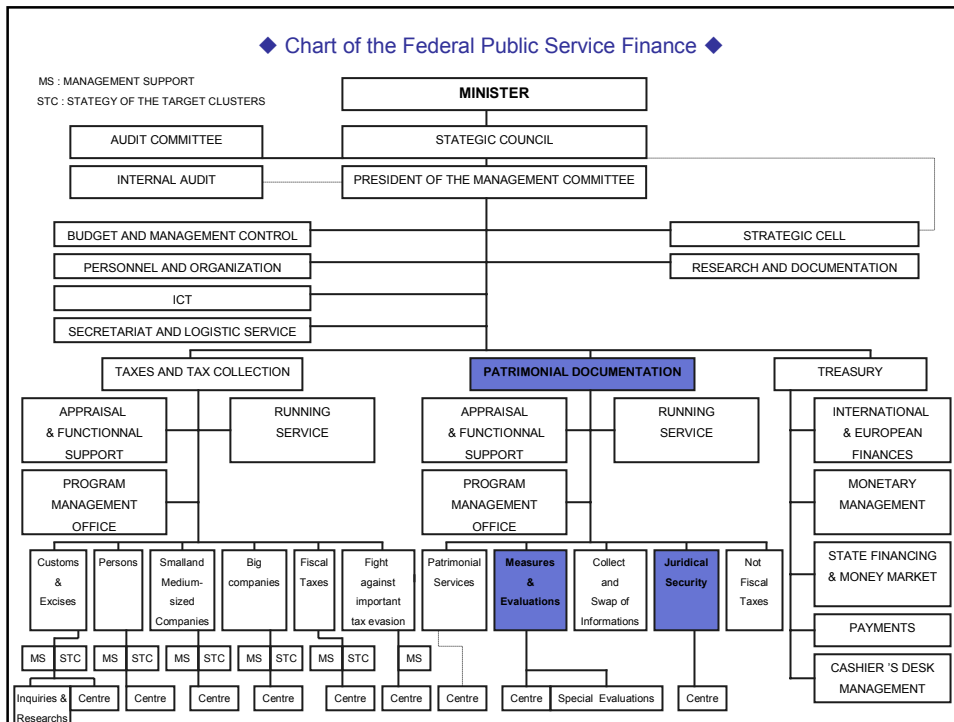 ◆ Chart of the Federal Public Service Finance ◆
MS : MANAGEMENT SUPPORT
STC : STATEGY OF THE TARGET CLUSTERS
MINISTER
AUDIT COMMITTEE
STATEGIC COUNCIL
INTERNAL AUDIT
PRESIDENT OF THE MANAGEMENT COMMITTEE
BUDGET AND MANAGEMENT CONTROL
STRATEGIC CELL
PERSONNEL AND ORGANIZATION
RESEARCH AND DOCUMENTATION
ICT
SECRETARIAT AND LOGISTIC SERVICE
TAXES AND TAX COLLECTION
PATRIMONIAL DOCUMENTATION
TREASURY
APPRAISAL
& FUNCTIONNAL
SUPPORT
RUNNING
SERVICE
APPRAISAL
& FUNCTIONNAL
SUPPORT
RUNNING
SERVICE
INTERNATIONAL
& EUROPEAN
FINANCES
PROGRAM
MANAGEMENT
OFFICE
PROGRAM
MANAGEMENT
OFFICE
MONETARY
MANAGEMENT
Customs
&
Excises
Persons
Smalland
Medium-
sized
Companies
Big
companies
Fiscal
Taxes
Fight
against
important
tax evasion
Patrimonial
Services
Measures
&
Evaluations
Collect
and
Swap of
Informations
Juridical
Security
Not
Fiscal
Taxes
STATE FINANCING
& MONEY MARKET
PAYMENTS
CASHIER 'S DESK
MANAGEMENT
MS STC
MS STC
MS STC
MS STC
MS STC
MS
Inquiries &
Researchs
Centre
Centre
Centre
Centre
Centre
Centre
Centre
Centre
Special Evaluations
Centre